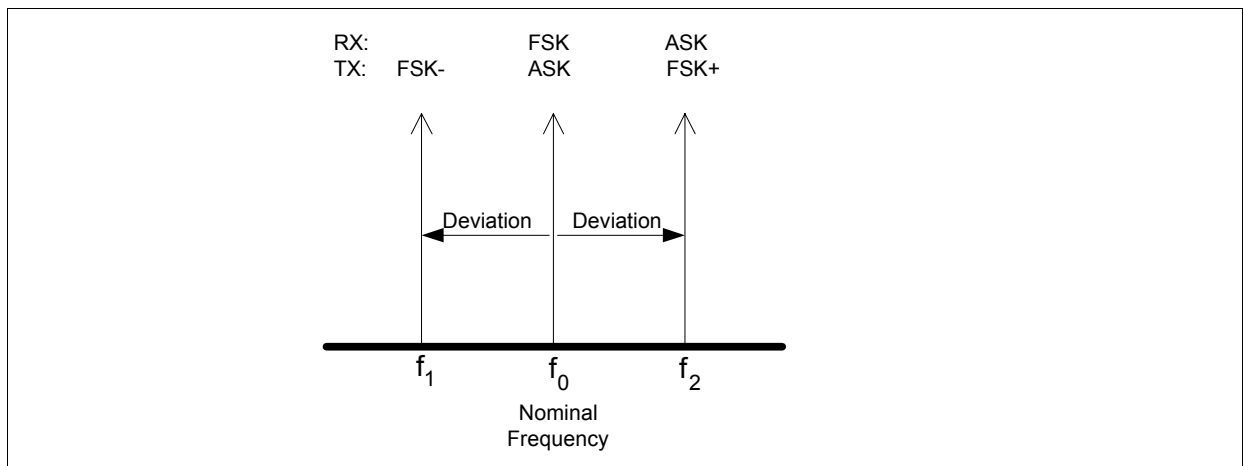 RX: FSK ASK
TX: FSK- ASK FSK+
Deviation Deviation
f1 f0 f2
Nominal
Frequency